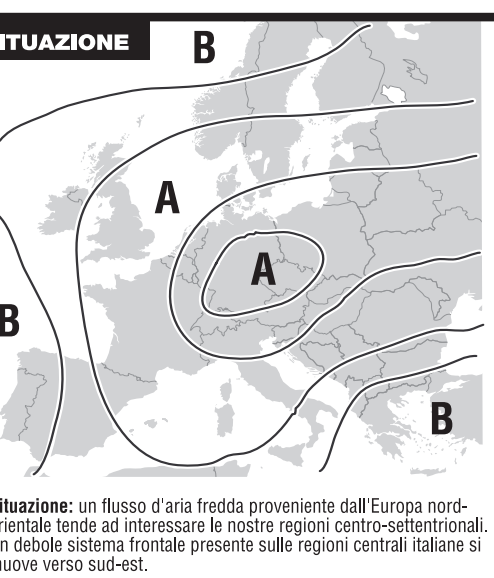 ITUAZIONE
B
A
A
B
B
ituazione: un flusso d'aria fredda proveniente dall'Europa nord-
rientale tende ad interessare le nostre regioni centro-settentrionali.
n debole sistema frontale presente sulle regioni centrali italiane si
nuove verso sud-est.